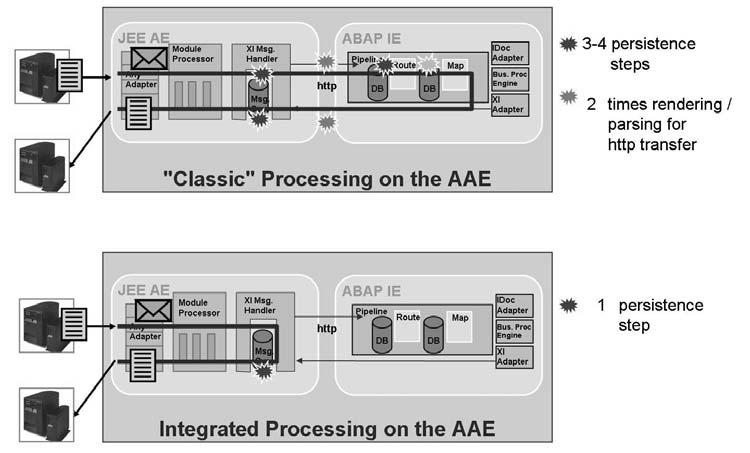 JEE AE
ABAP IE
Module
Processor
XI Msg.
Handler
Pipeline
Route
Map
IDoc
Adapter
Bus. Proc
Engine
XI
Adapter
Adapter
Msg.
DB
DB
http
"Classic" Processing on the AAE
3-4 persistence
steps
2 times rendering /
parsing for
http transfer
JEE AE
ABAP IE
Module
Processor
XI Msg.
Handler
Pipeline
Route
Map
IDoc
Adapter
Bus. Proc
Engine
XI
Adapter
Adapter
Msg.
DB
DB
http
Integrated Processing on the AAE
1 persistence
step